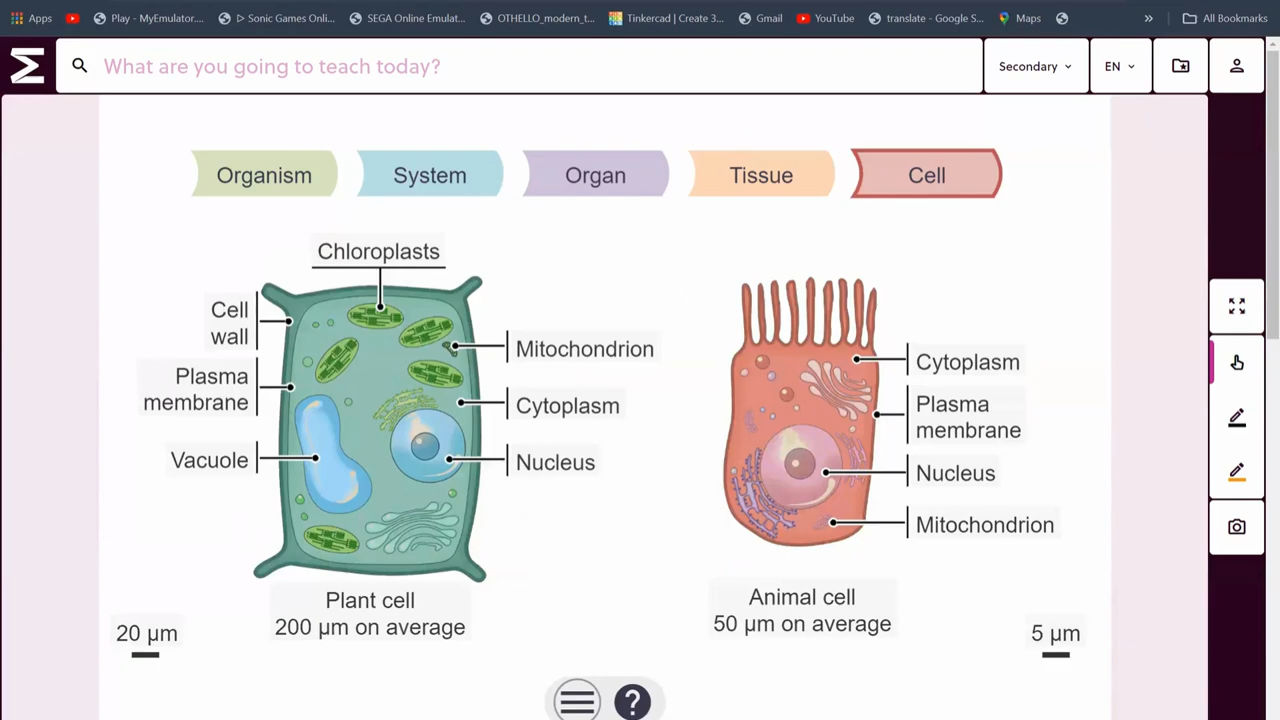 Apps
Play - MyEmulator....
▷ Sonic Games Onli...
SEGA Online Emulat...
OTHELLO_modern_t...
Tinkercad | Create 3...
Gmail
YouTube
translate - Google S...
Maps
»
All Bookmarks
What are you going to teach today?
Secondary
EN
Organism
System
Organ
Tissue
Cell
Chloroplasts
Cell
wall
Plasma
membrane
Vacuole
Mitochondrion
Cytoplasm
Nucleus
Plant cell
200 μm on average
20 μm
Cytoplasm
Plasma
membrane
Nucleus
Mitochondrion
Animal cell
50 μm on average
5 μm
?